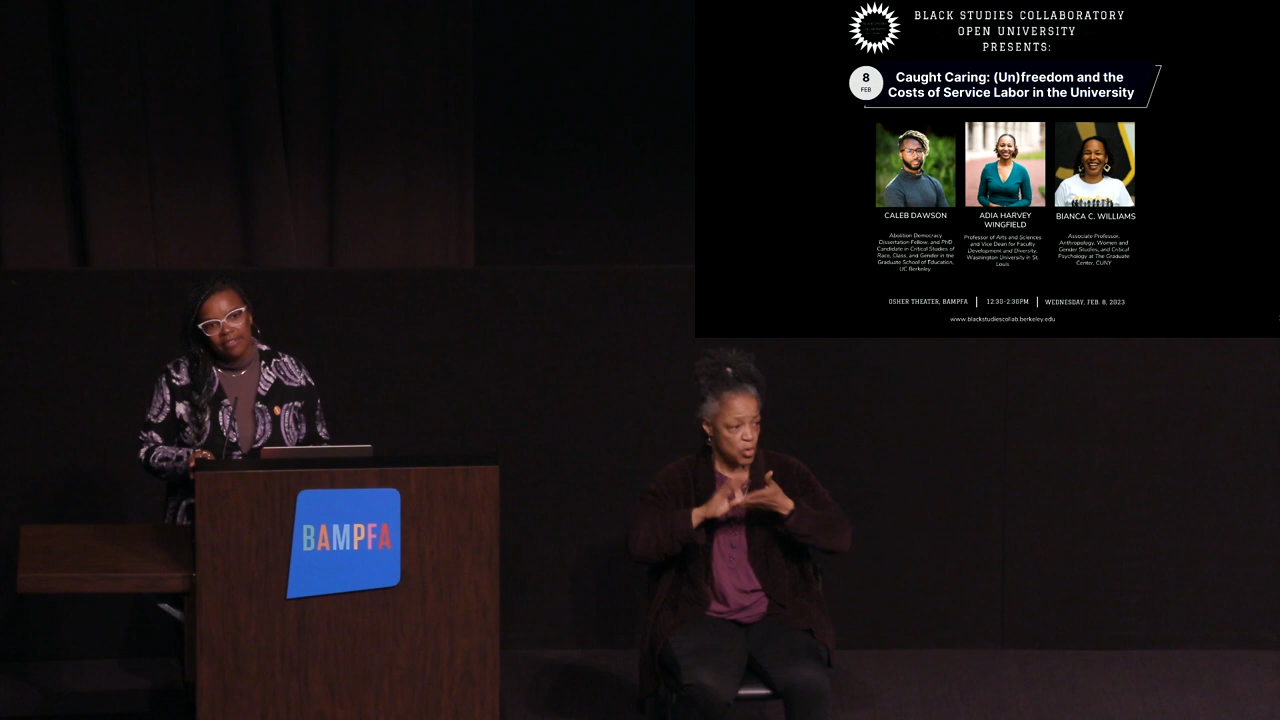 BLACK STUDIES COLLABORATORY
OPEN UNIVERSITY
PRESENTS:
8
FEB
Caught Caring: (Un)freedom and the
Costs of Service Labor in the University
CALEB DAWSON
Abolition Democracy
Dissertation Fellow, and PhD
Candidate in Critical Studies of
Race, Class, and Gender in the
Graduate School of Education,
UC Berkeley
ADIA HARVEY
WINGFIELD
Professor of Arts and Sciences
and Vice Dean for Faculty
Development and Diversity,
Washington University in St.
Louis
BIANCA C. WILLIAMS
Associate Professor,
Anthropology, Women and
Gender Studies, and Critical
Psychology at The Graduate
Center, CUNY
OSHER THEATER, BAMPFA
12:30-2:30PM
WEDNESDAY, FEB. 8, 2023
www.blackstudiescollab.berkeley.edu
BAMPFA